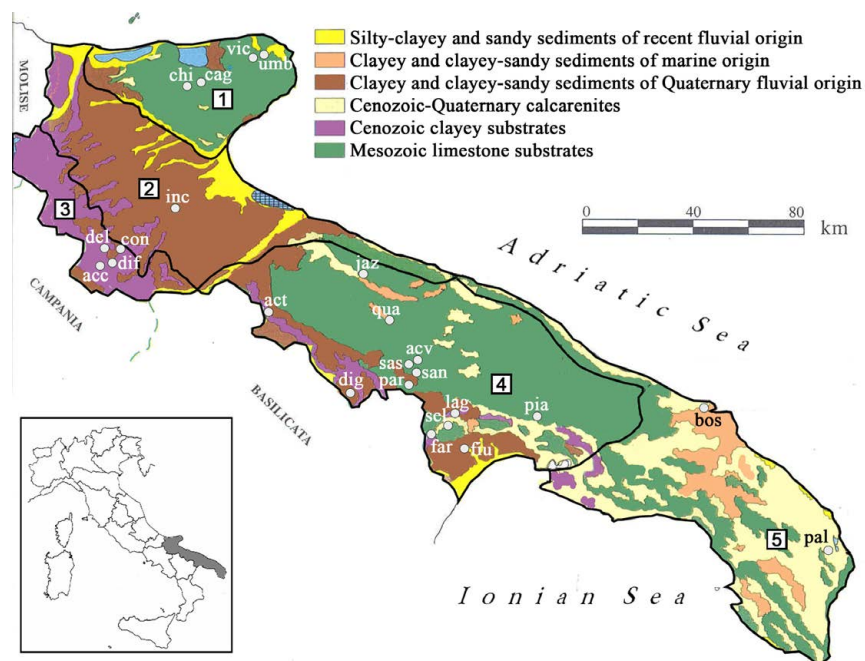 Silty-clayey and sandy sediments of recent fluvial origin
Clayey and clayey-sandy sediments of marine origin
Clayey and clayey-sandy sediments of Quaternary fluvial origin
Cenozoic-Quaternary calcarenites
Cenozoic clayey substrates
Mesozoic limestone substrates
0 40 80
km
MOLISE
vic
umb
chi
cag
1
2
inc
3
del
con
dif
acc
CAMPANIA
Adriatic Sea
jaz
act
qua
acv
sas
san
par
dig
BASILICATA
4
lag
sel
pia
far
fiu
bos
5
pal
Ionian Sea